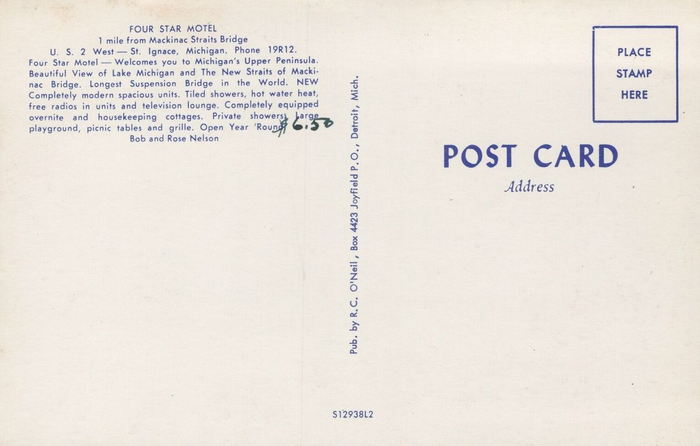 FOUR STAR MOTEL
1 mile from Mackinac Straits Bridge
U. S. 2 West — St. Ignace, Michigan. Phone 19R12.
Four Star Motel — Welcomes you to Michigan's Upper Peninsula.
Beautiful View of Lake Michigan and The New Straits of Macki-
nac Bridge. Longest Suspension Bridge in the World. NEW
Completely modern spacious units. Tiled showers, hot water heat,
free radios in units and television lounge. Completely equipped
overnite and housekeeping cottages. Private showers, Large
playground, picnic tables and grille. Open Year 'Round
Bob and Rose Nelson
$6.50
Pub. by R. C. O'Neil , Box 4423 Joyfield P. O., Detroit, Mich.
S12938L2
PLACE
STAMP
HERE
POST CARD
Address